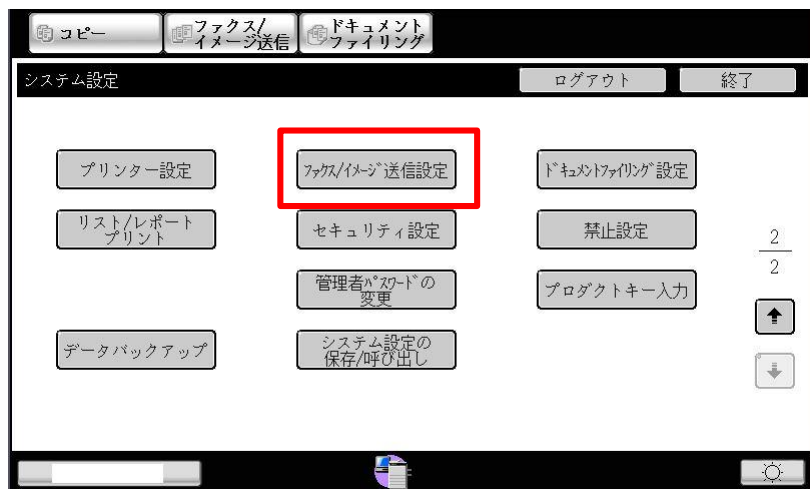 コピー
ファクス/
イメージ送信
ドキュメント
ファイリング
システム設定
ログアウト
終了
プリンター設定
ﾌｧｸｽ/ｲﾒｰｼﾞ送信設定
ﾄﾞｷｭﾒﾝﾄﾌｧｲﾘﾝｸﾞ設定
リスト/レポート
プリント
セキュリティ設定
禁止設定
管理者ﾊﾟｽﾜｰﾄﾞの
変更
プロダクトキー入力
データバックアップ
システム設定の
保存/呼び出し
2
2